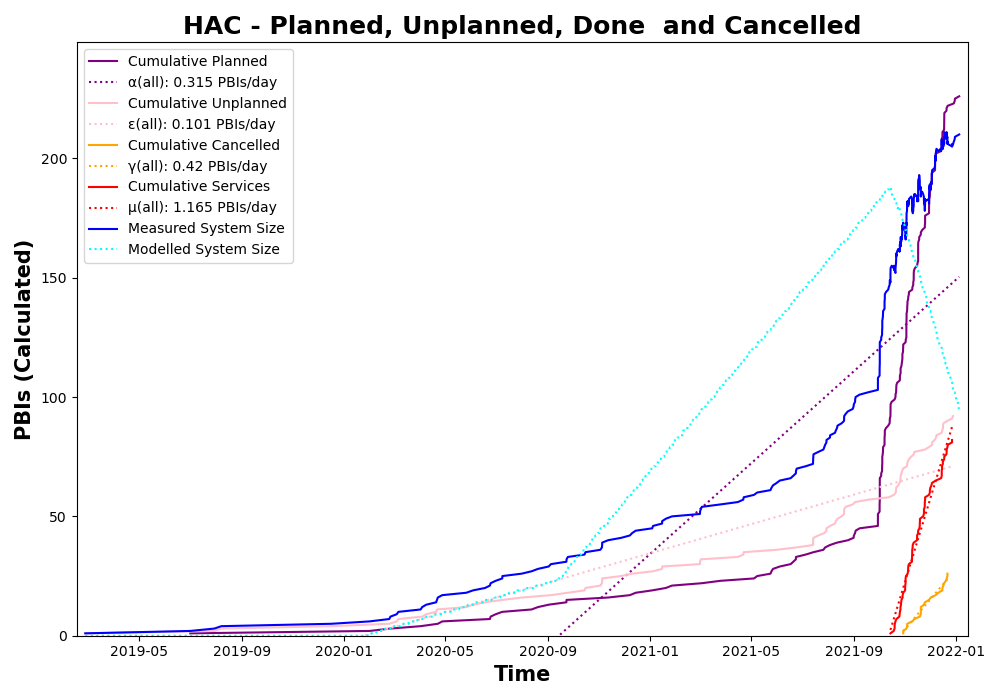 HAC - Planned, Unplanned, Done  and Cancelled
Cumulative Planned
α(all): 0.315 PBIs/day
Cumulative Unplanned
ε(all): 0.101 PBIs/day
Cumulative Cancelled
γ(all): 0.42 PBIs/day
Cumulative Services
μ(all): 1.165 PBIs/day
Measured System Size
Modelled System Size
PBIs (Calculated)
200
150
100
50
0
2019-05 2019-09 2020-01 2020-05 2020-09 2021-01 2021-05 2021-09 2022-01
Time